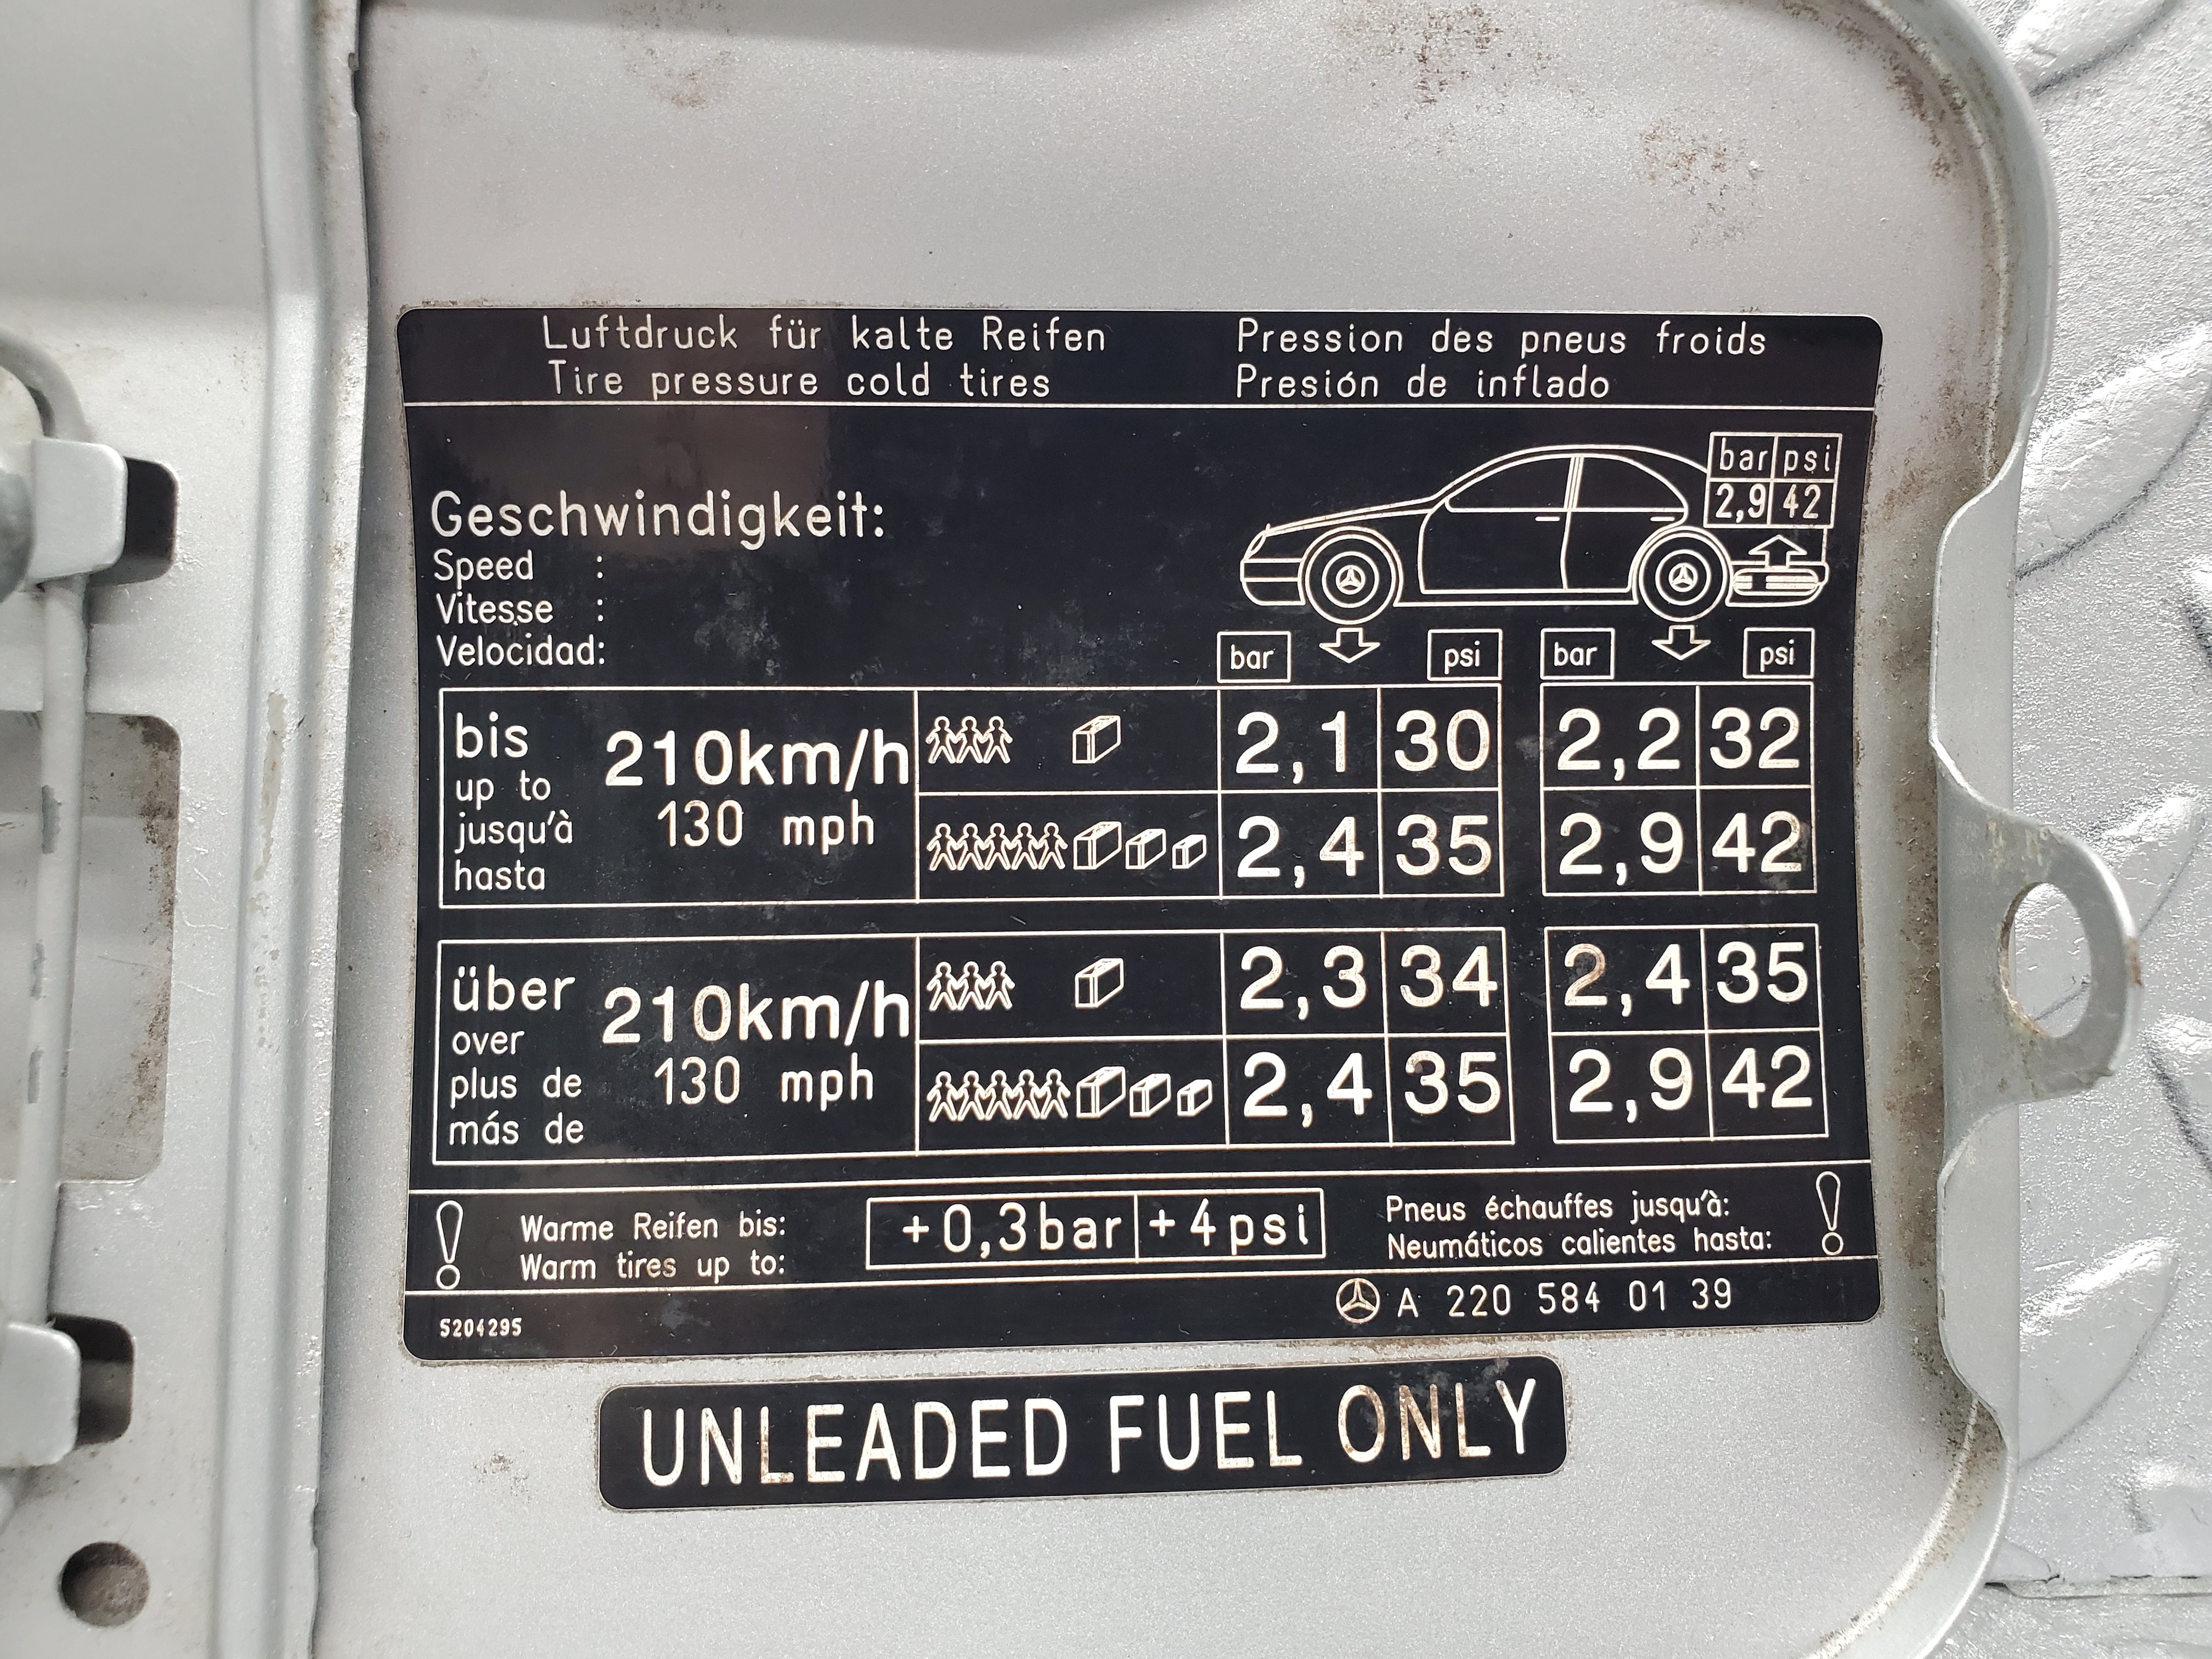 Luftdruck für kalte Reifen
Tire pressure cold tires
Pression des pneus froids
Presión de inflado
Geschwindigkeit:
Speed :
Vitesse :
Velocidad:
bar psi
2,9 42
bar psi bar psi
bis 210km/h
up to 130 mph
jusqu'à
hasta
2,1 30 2,2 32
2,4 35 2,9 42
über 210km/h
over 130 mph
plus de
más de
2,3 34 2,4 35
2,4 35 2,9 42
Warme Reifen bis:
Warm tires up to:
+0,3bar +4psi
Pneus échauffes jusqu'à:
Neumáticos calientes hasta:
A 220 584 01 39
5204295
UNLEADED FUEL ONLY